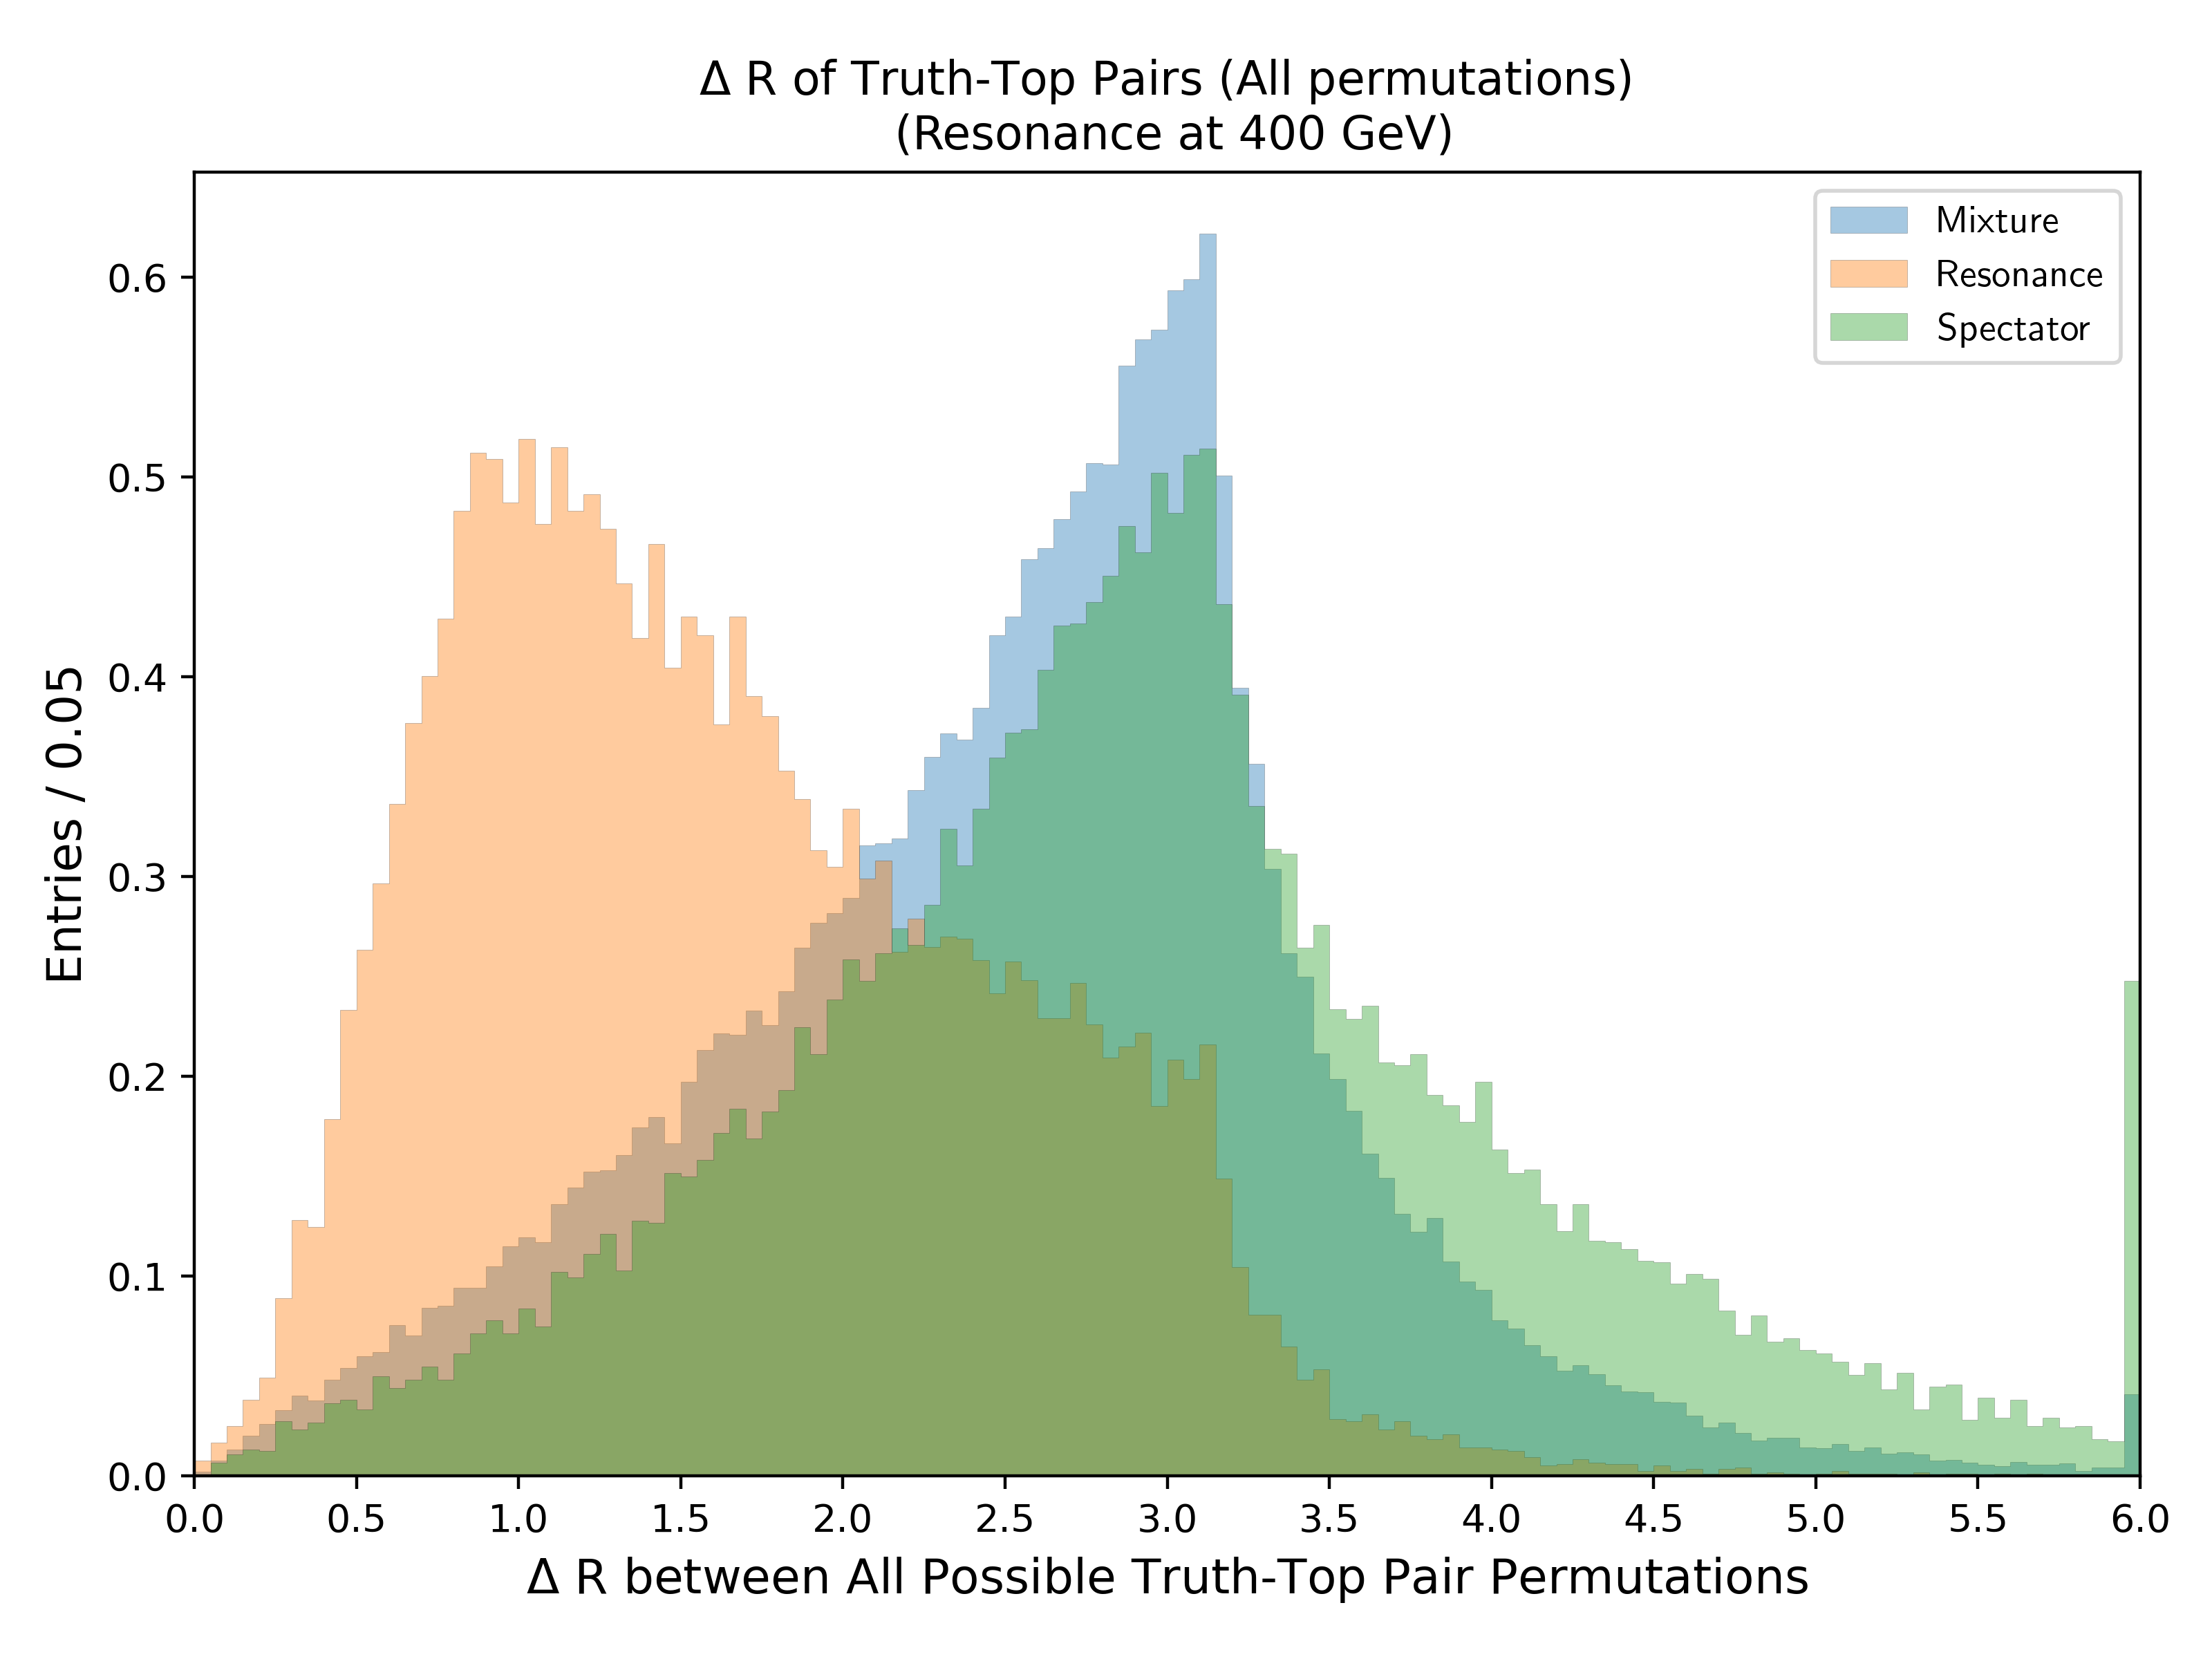 Δ R of Truth-Top Pairs (All permutations)
(Resonance at 400 GeV)
Mixture
Resonance
Spectator
Entries / 0.05
0.6
0.5
0.4
0.3
0.2
0.1
0.0
0.0 0.5 1.0 1.5 2.0 2.5 3.0 3.5 4.0 4.5 5.0 5.5 6.0
Δ R between All Possible Truth-Top Pair Permutations